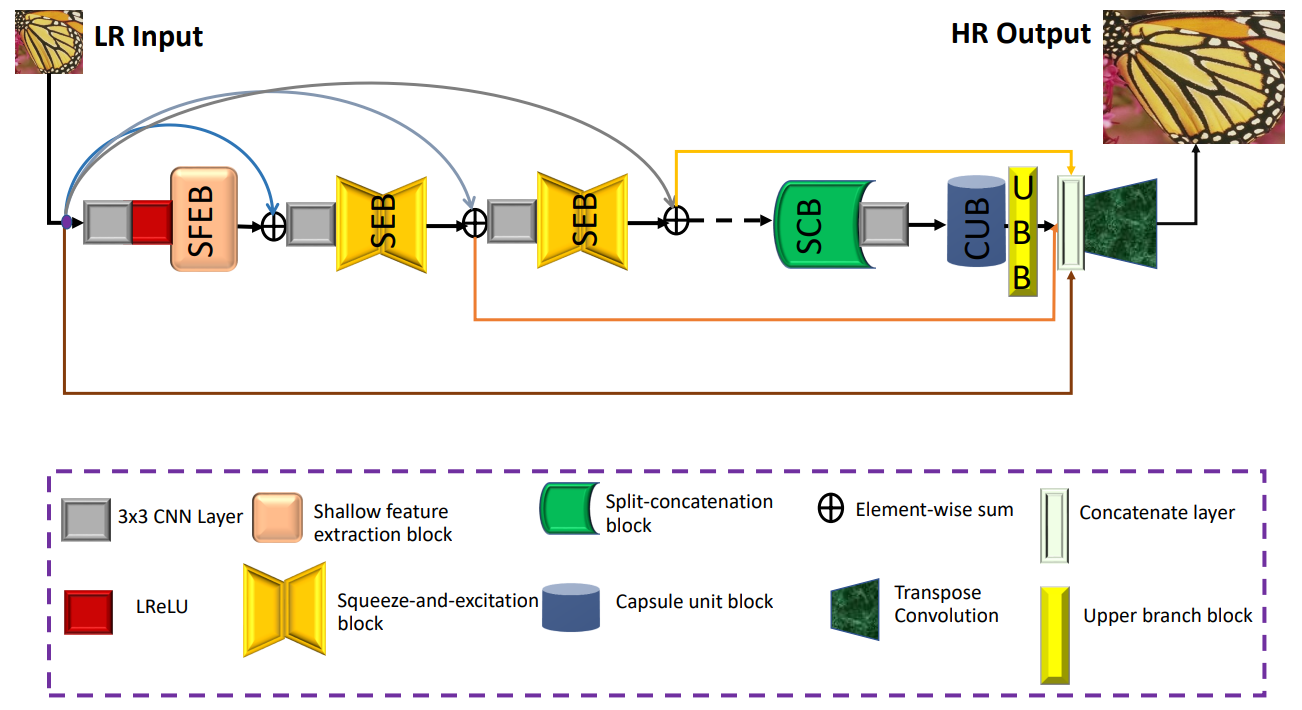 LR Input
HR Output
SFEB
SEB
SEB
SCB
CUB
U
B
B
3x3 CNN Layer
Shallow feature
extraction block
Split-concatenation
block
Element-wise sum
Concatenate layer
LReLU
Squeeze-and-excitation
block
Capsule unit block
Transpose
Convolution
Upper branch block